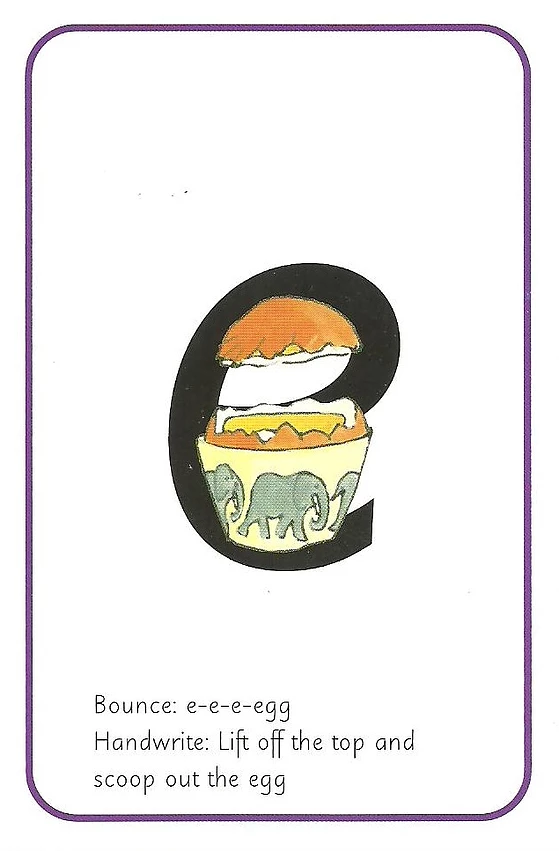 e
Bounce: e-e-e-egg
Handwrite: Lift off the top and
scoop out the egg